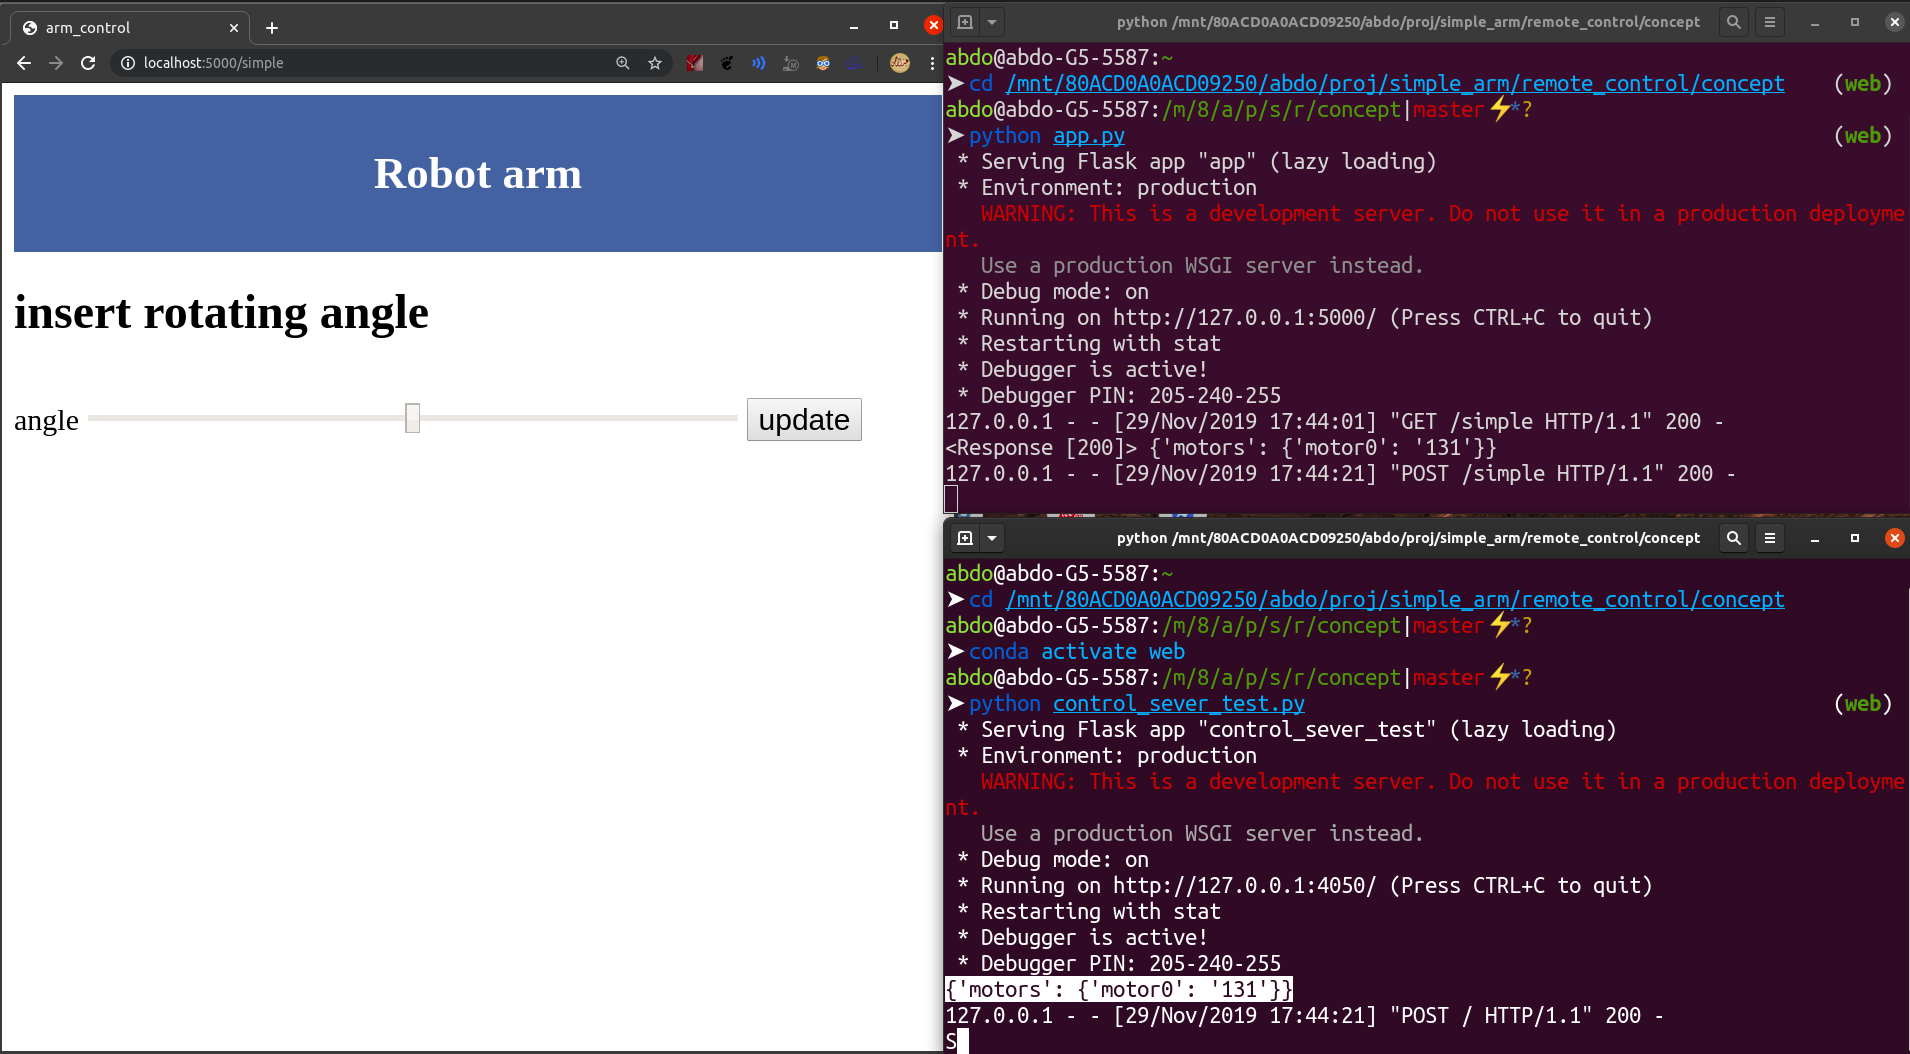 arm_control
localhost:5000/simple
Robot arm
insert rotating angle
angle
update
python /mnt/80ACD0A0ACD09250/abdo/proj/simple_arm/remote_control/concept
abdo@abdo-G5-5587:~
➤ cd /mnt/80ACD0A0ACD09250/abdo/proj/simple_arm/remote_control/concept (web)
abdo@abdo-G5-5587:/m/8/a/p/s/r/concept|master⚡*?
➤ python app.py (web)
* Serving Flask app "app" (lazy loading)
* Environment: production
WARNING: This is a development server. Do not use it in a production deployme
nt.
Use a production WSGI server instead.
* Debug mode: on
* Running on http://127.0.0.1:5000/ (Press CTRL+C to quit)
* Restarting with stat
* Debugger is active!
* Debugger PIN: 205-240-255
127.0.0.1 - - [29/Nov/2019 17:44:01] "GET /simple HTTP/1.1" 200 -
<Response [200]> {'motors': {'motor0': '131'}}
127.0.0.1 - - [29/Nov/2019 17:44:21] "POST /simple HTTP/1.1" 200 -
python /mnt/80ACD0A0ACD09250/abdo/proj/simple_arm/remote_control/concept
abdo@abdo-G5-5587:~
➤ cd /mnt/80ACD0A0ACD09250/abdo/proj/simple_arm/remote_control/concept
abdo@abdo-G5-5587:/m/8/a/p/s/r/concept|master⚡*?
➤ conda activate web
abdo@abdo-G5-5587:/m/8/a/p/s/r/concept|master⚡*?
➤ python control_sever_test.py (web)
* Serving Flask app "control_sever_test" (lazy loading)
* Environment: production
WARNING: This is a development server. Do not use it in a production deployme
nt.
Use a production WSGI server instead.
* Debug mode: on
* Running on http://127.0.0.1:4050/ (Press CTRL+C to quit)
* Restarting with stat
* Debugger is active!
* Debugger PIN: 205-240-255
{'motors': {'motor0': '131'}}
127.0.0.1 - - [29/Nov/2019 17:44:21] "POST / HTTP/1.1" 200 -
S